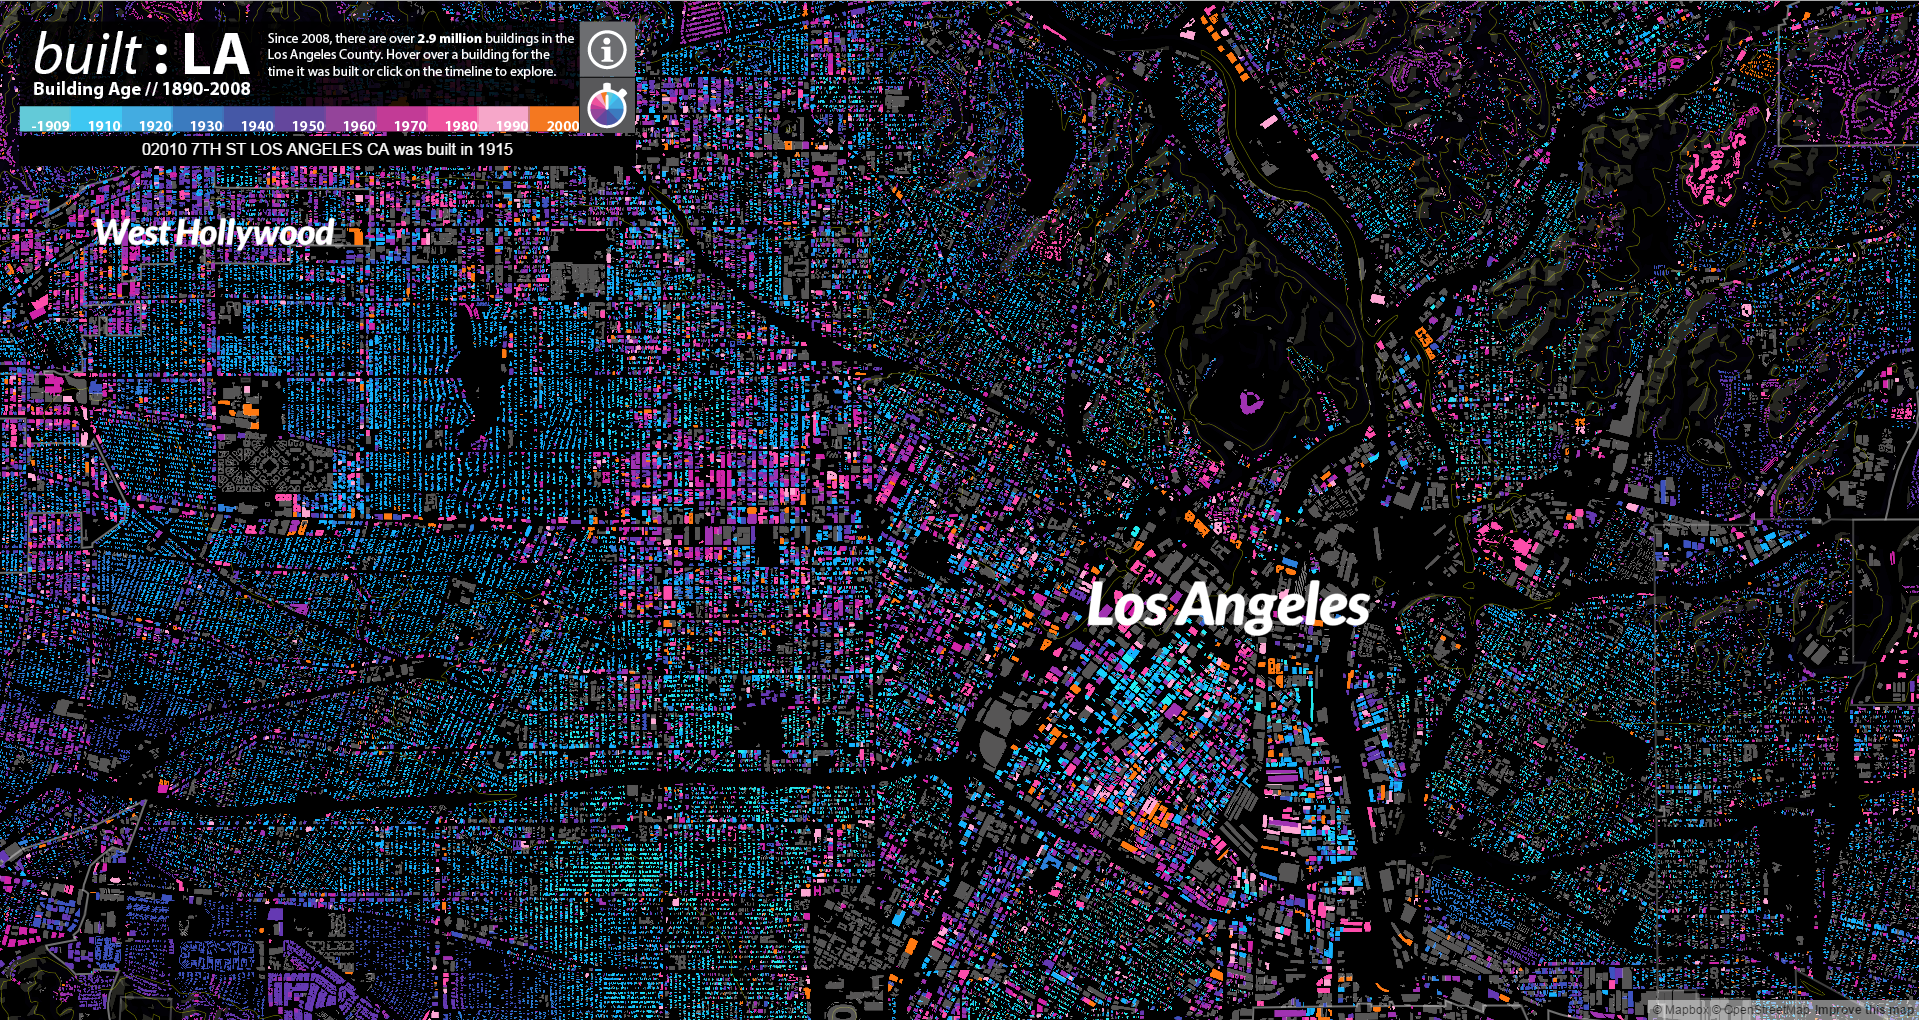 built : LA
Building Age // 1890-2008
Since 2008, there are over 2.9 million buildings in the
Los Angeles County. Hover over a building for the
time it was built or click on the timeline to explore.
-1909 1910 1920 1930 1940 1950 1960 1970 1980 1990 2000
02010 7TH ST LOS ANGELES CA was built in 1915
West Hollywood
Los Angeles
© Mapbox © OpenStreetMap Improve this map